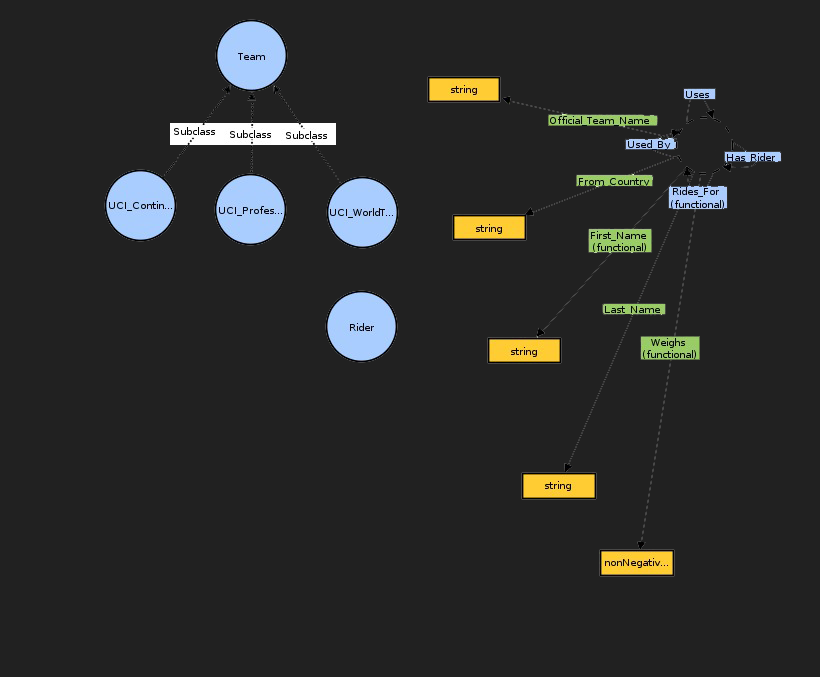 Team
string
Uses
Official_Team_Name
Subclass
Subclass
Subclass
Used_By
Has_Rider
From_Country
Rides_For
(functional)
UCI_Contin...
UCI_Profes...
UCI_WorldT...
string
First_Name
(functional)
Last_Name
Rider
string
Weighs
(functional)
string
nonNegativ...